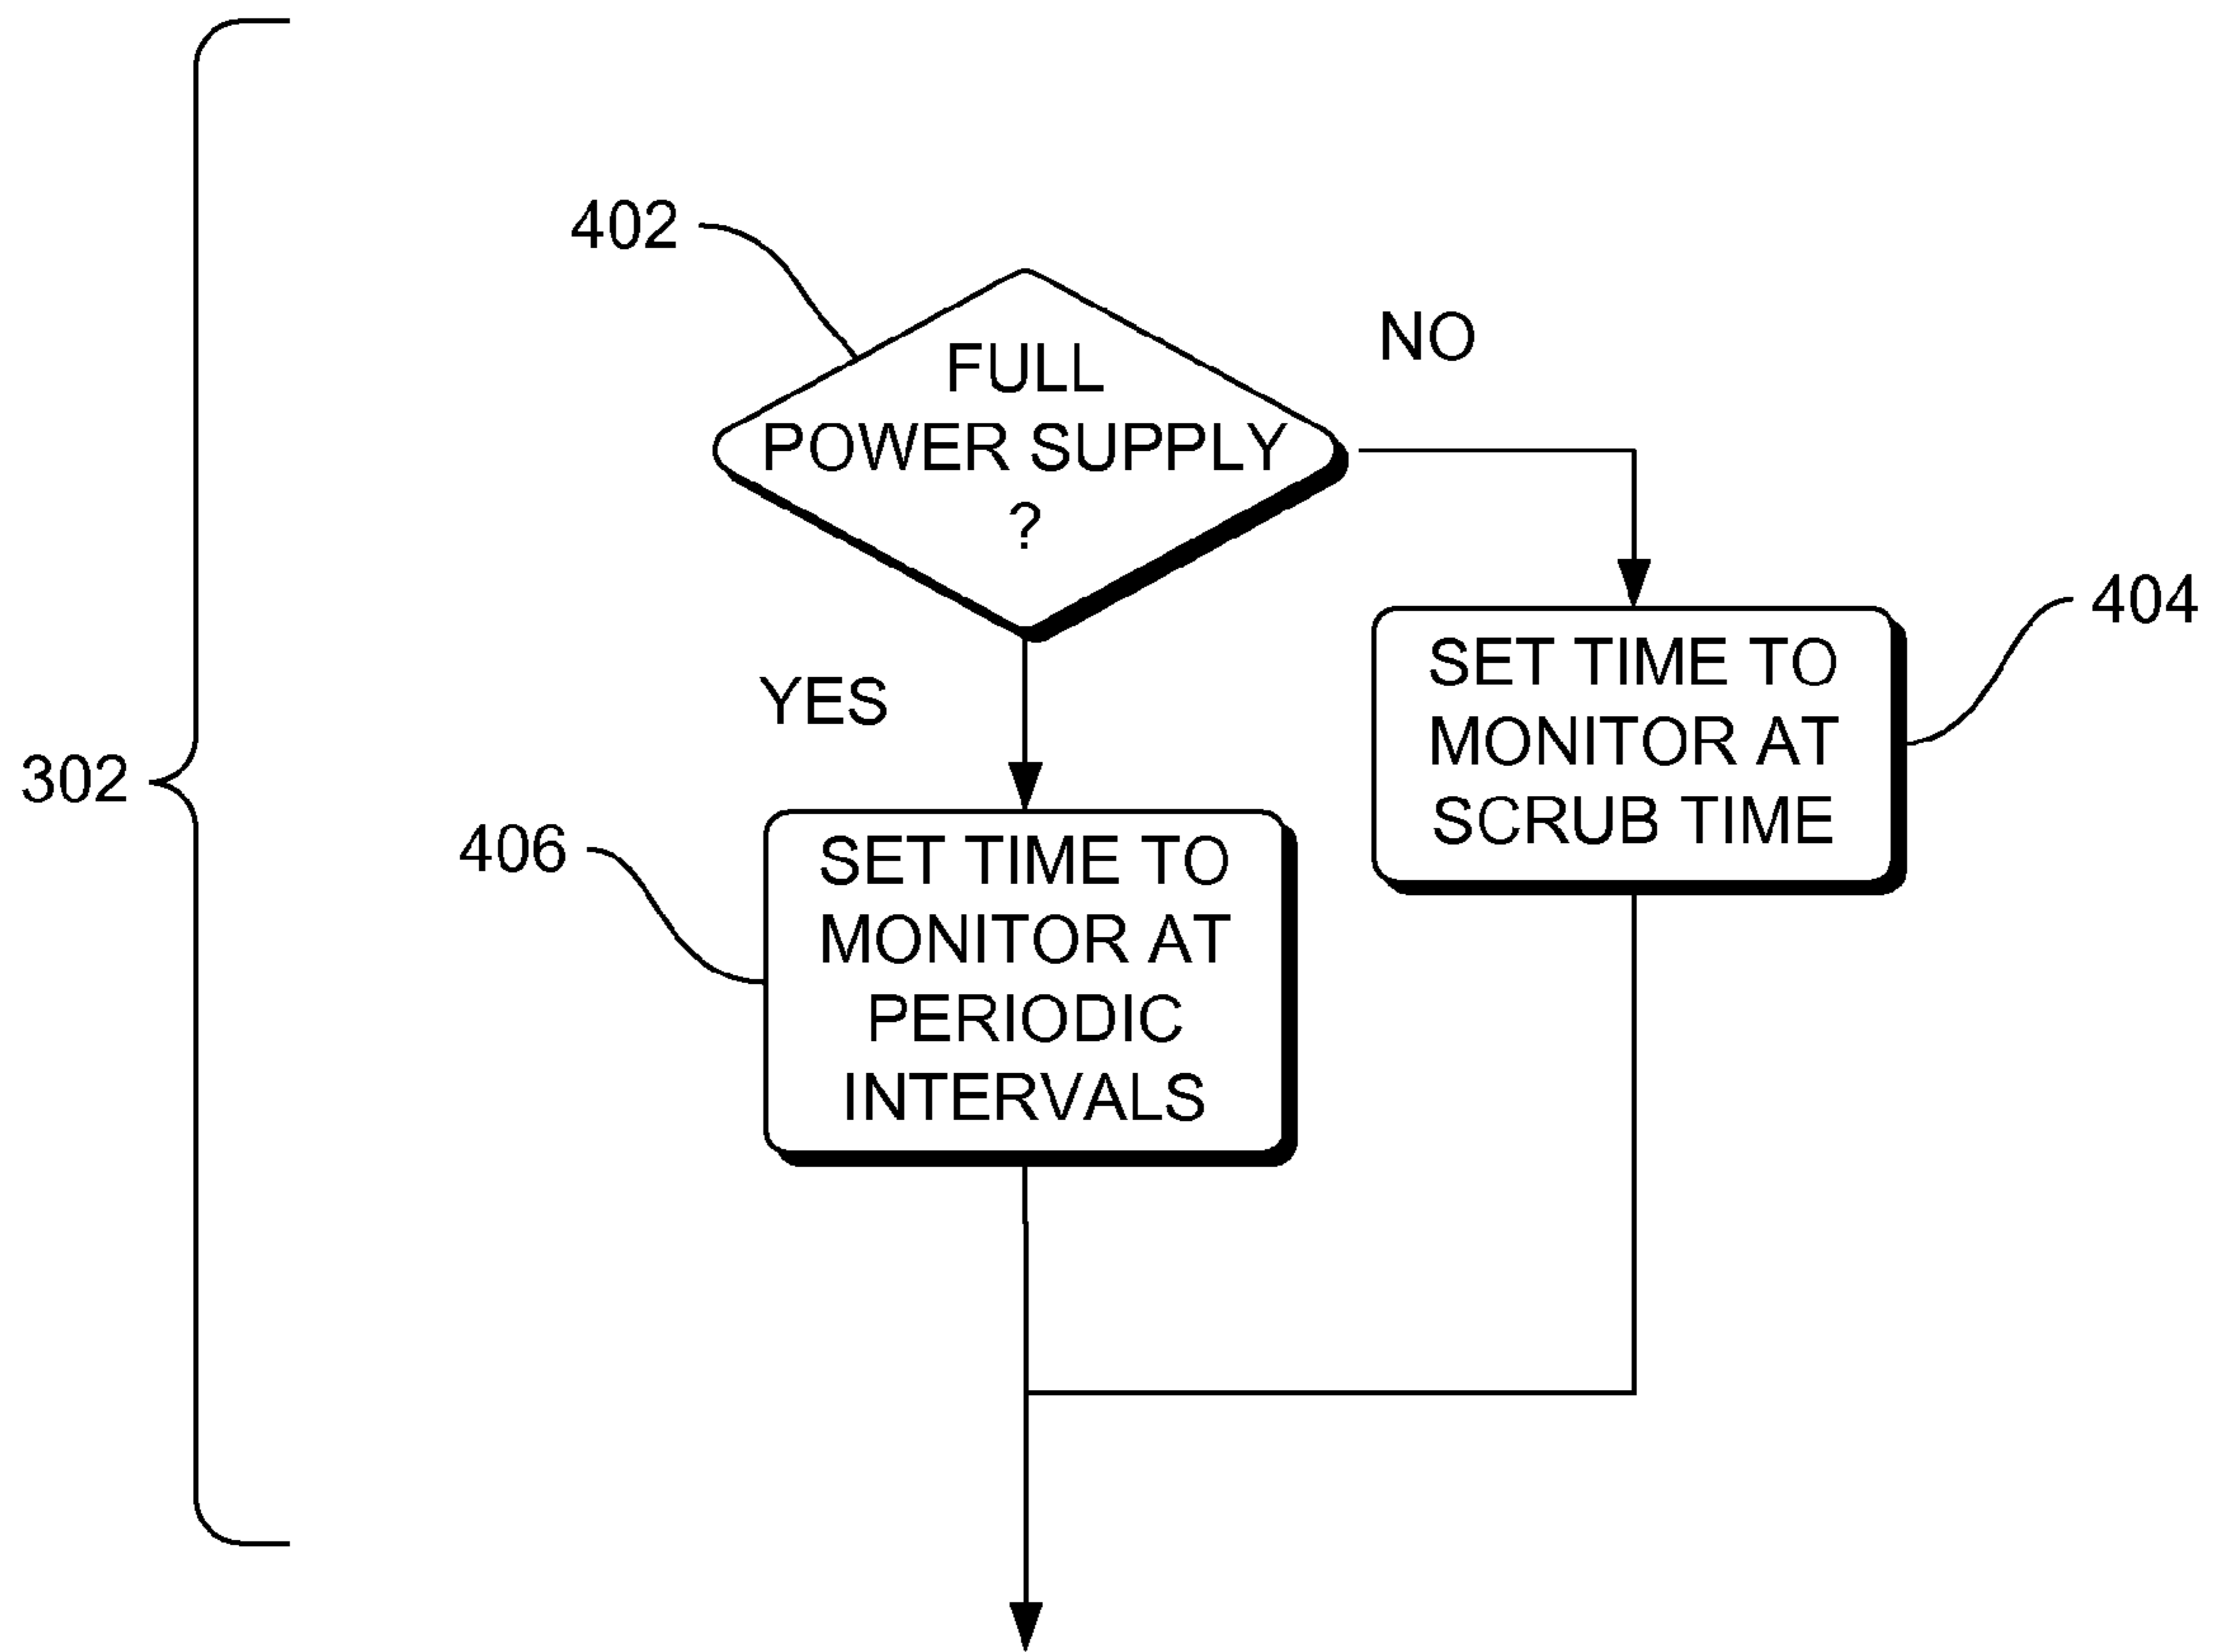 402
NO
FULL
POWER SUPPLY
?
404
SET TIME TO
MONITOR AT
SCRUB TIME
YES
302
406
SET TIME TO
MONITOR AT
PERIODIC
INTERVALS